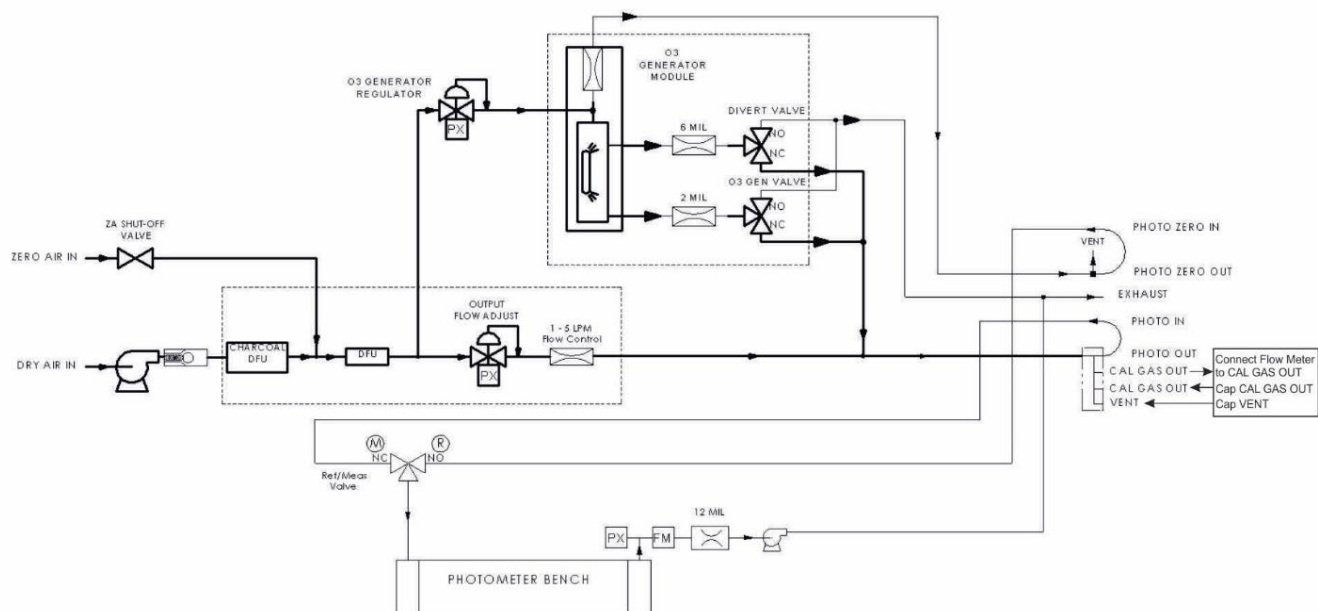 O3
GENERATOR
MODULE
O3 GENERATOR
REGULATOR
PX
6 MIL
DIVERT VALVE
NO
NC
2 MIL
O3 GEN VALVE
NO
NC
ZA SHUT-OFF
VALVE
ZERO AIR IN
PHOTO ZERO IN
VENT
PHOTO ZERO OUT
EXHAUST
OUTPUT
FLOW ADJUST
1 - 5 LPM
Flow Control
PHOTO IN
CHARCOAL
DFU
DFU
PX
DRY AIR IN
PHOTO OUT
CAL GAS OUT
CAL GAS OUT
VENT
Connect Flow Meter
to CAL GAS OUT
Cap CAL GAS OUT
Cap VENT
M
R
NC
NO
Ref/Meas
Valve
12 MIL
PX
FM
PHOTOMETER BENCH